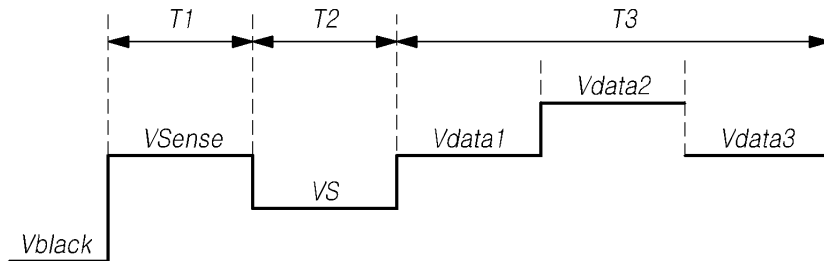 T1 T2 T3
Vdata2
VSense Vdata1 Vdata3
VS
Vblack